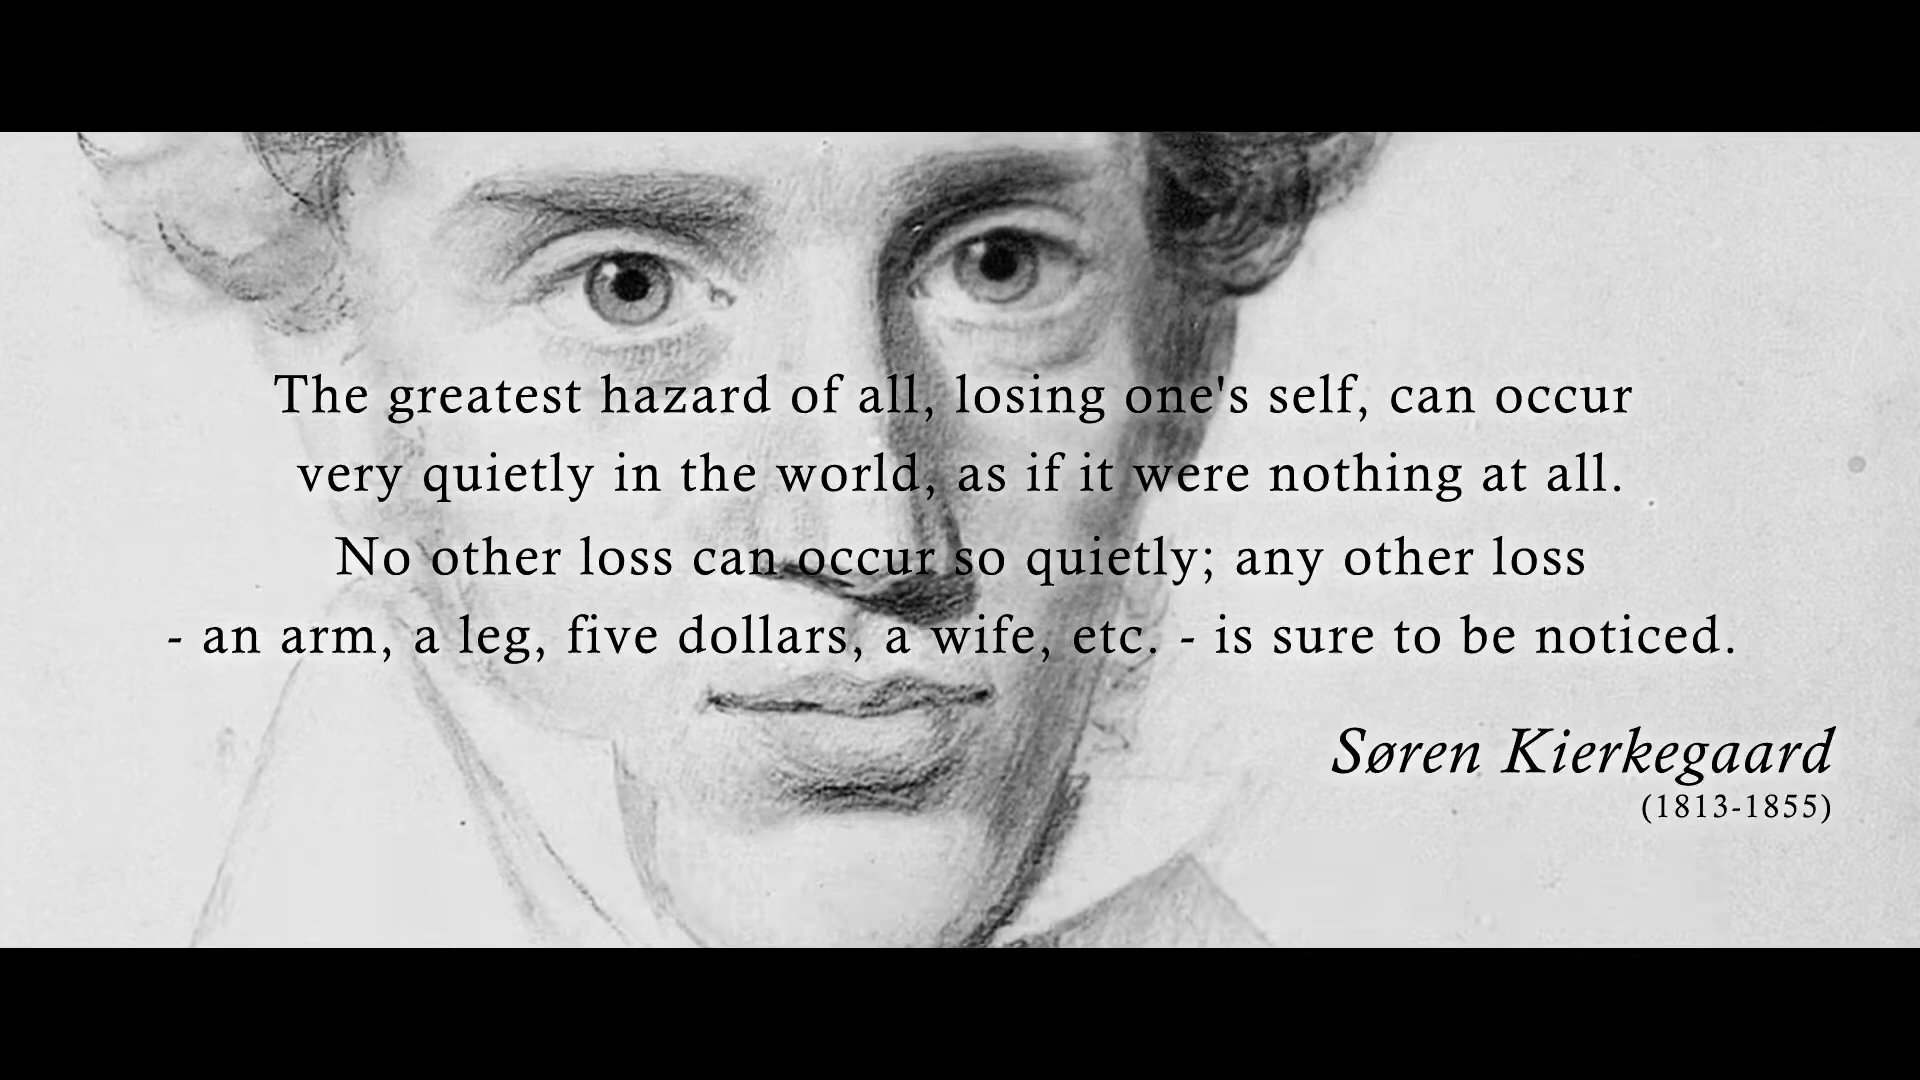 The greatest hazard of all, losing one's self, can occur
very quietly in the world, as if it were nothing at all.
No other loss can occur so quietly; any other loss
- an arm, a leg, five dollars, a wife, etc. - is sure to be noticed.
Søren Kierkegaard
(1813-1855)